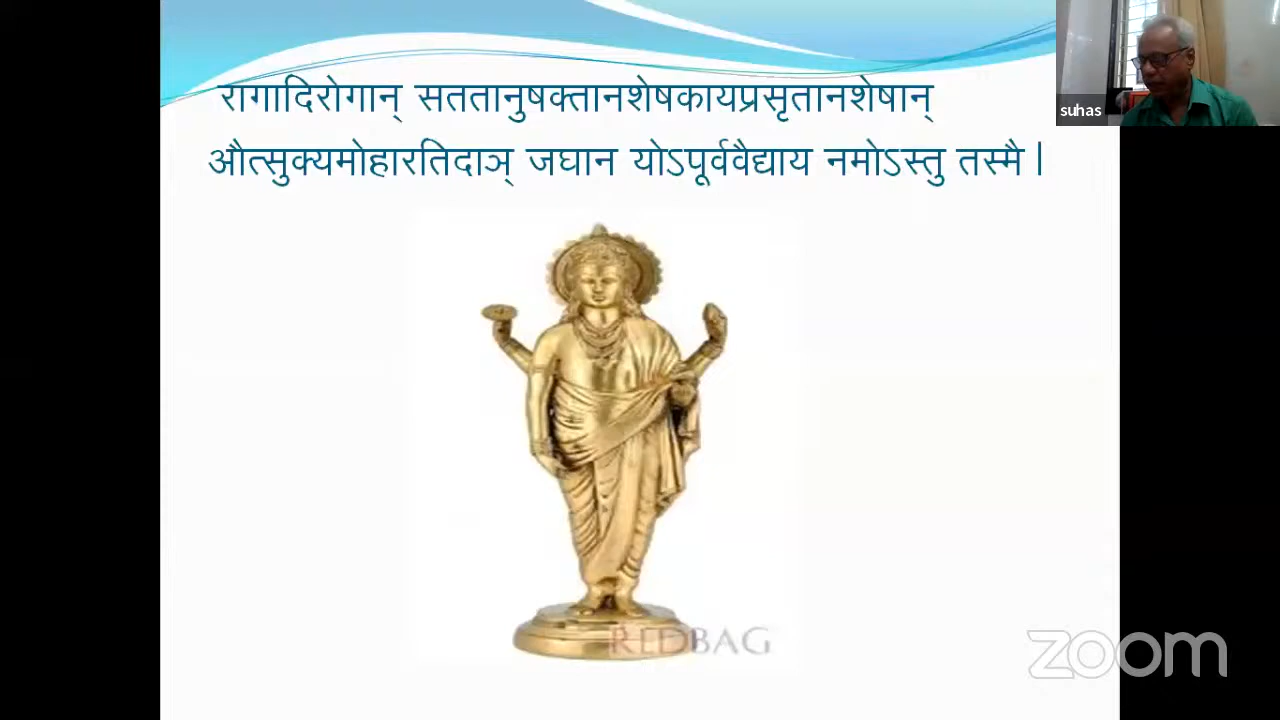 रागादिरोगान् सततानुषक्तानशेषकायप्रसृतानशेषान्
औत्सुक्यमोहारतिदाञ् जघान योऽपूर्ववैद्याय नमोऽस्तु तस्मै।
suhas
REDBAG
zoom